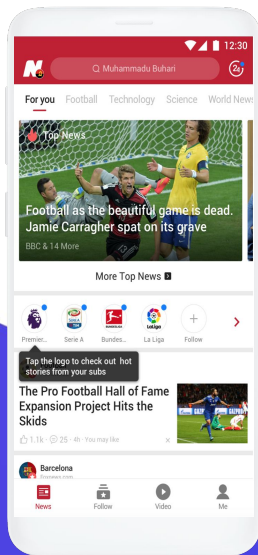 12:30
N
Muhammadu Buhari
24
For you Football Technology Science World News
Top News
Football as the beautiful game is dead.
Jamie Carragher spat on its grave
BBC & 14 More
More Top News
BUNDESLIGA
LaLiga
Premier.. Serie A Bundes... La Liga Follow
Tap the logo to check out hot
stories from your subs
The Pro Football Hall of Fame
Expansion Project Hits the
Skids
1.1k · 25 · 4h · You may like ×
Barcelona
News Follow Video Me